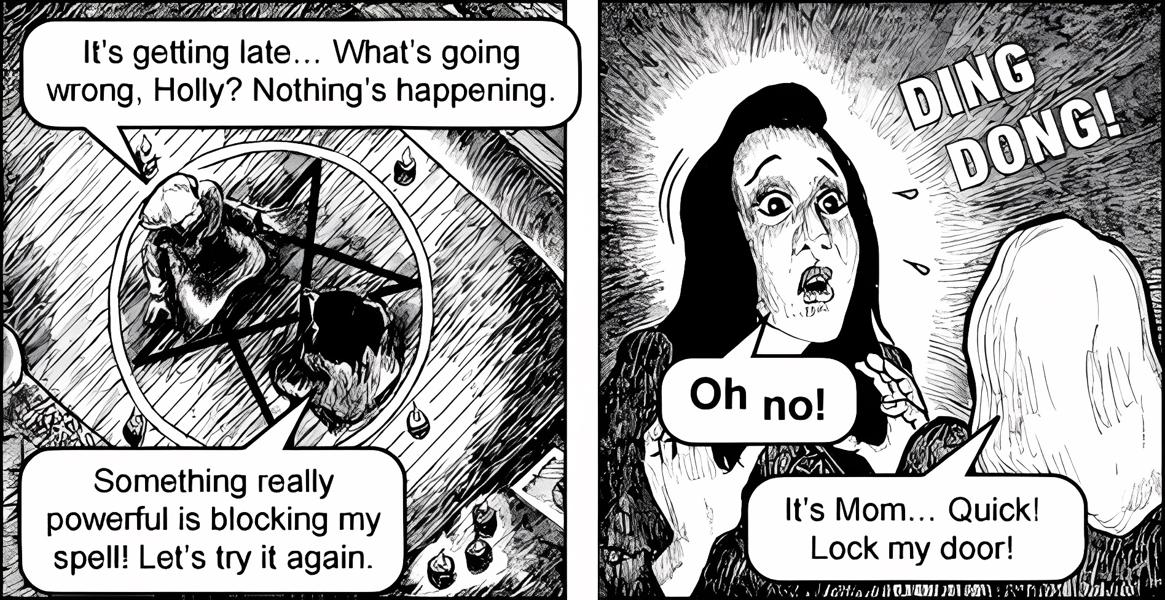 It's getting late... What's going
wrong, Holly? Nothing's happening.
Something really
powerful is blocking my
spell! Let's try it again.
DING
DONG!
Oh no!
It's Mom... Quick!
Lock my door!